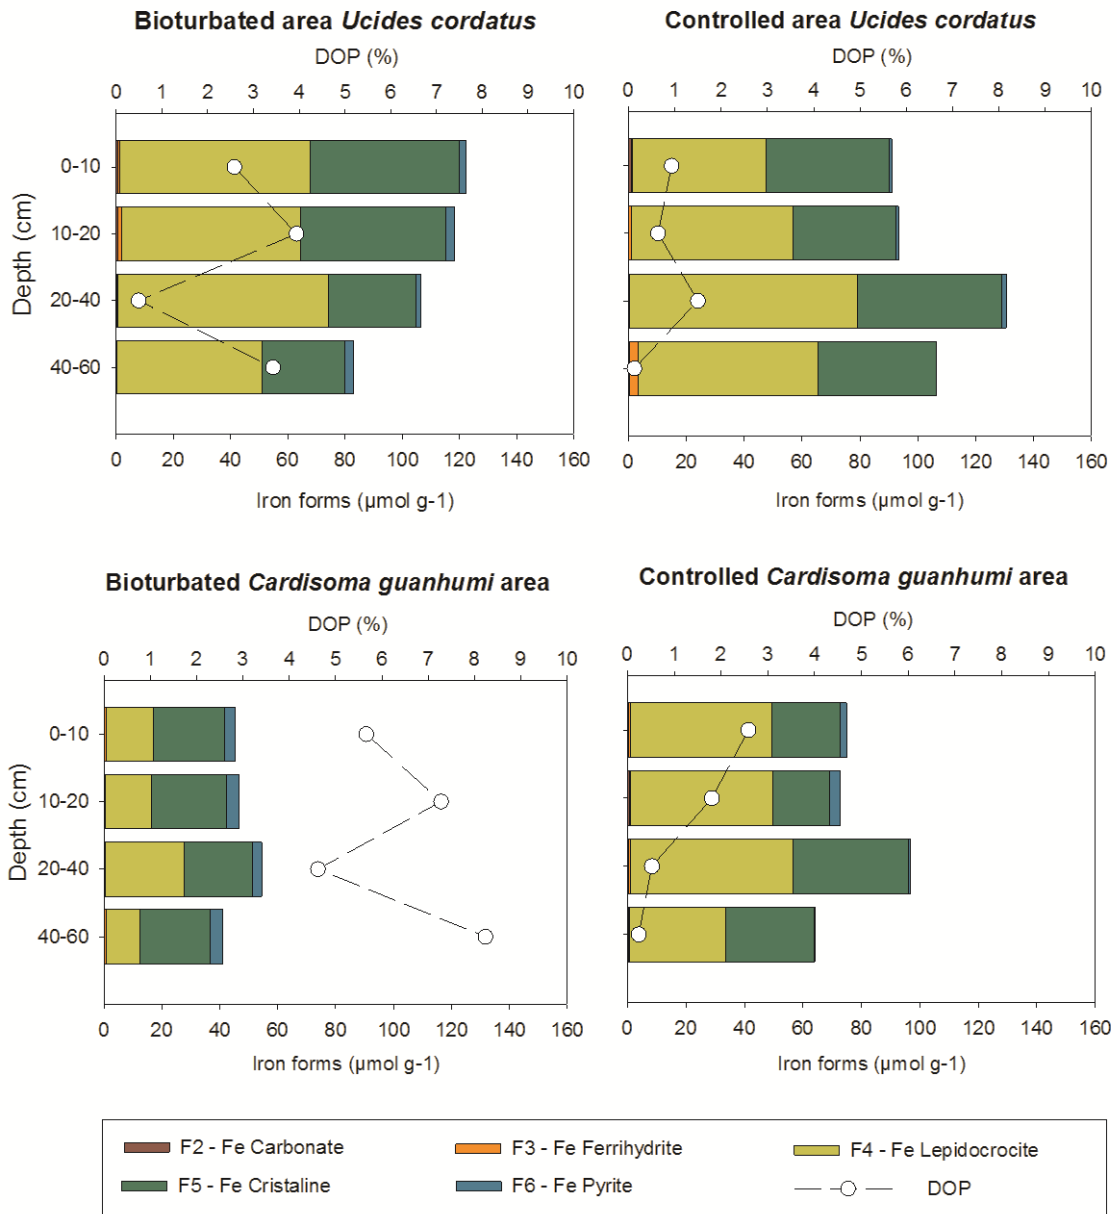 Bioturbated area Ucides cordatus
DOP (%)
0 1 2 3 4 5 6 7 8 9 10
Depth (cm)
0-10
10-20
20-40
40-60
0 20 40 60 80 100 120 140 160
Iron forms (µmol g-1)
Controlled area Ucides cordatus
DOP (%)
0 1 2 3 4 5 6 7 8 9 10
0 20 40 60 80 100 120 140 160
Iron forms (µmol g-1)
Bioturbated Cardisoma guanhumi area
DOP (%)
0 1 2 3 4 5 6 7 8 9 10
Depth (cm)
0-10
10-20
20-40
40-60
0 20 40 60 80 100 120 140 160
Iron forms (µmol g-1)
Controlled Cardisoma guanhumi area
DOP (%)
0 1 2 3 4 5 6 7 8 9 10
0 20 40 60 80 100 120 140 160
Iron forms (µmol g-1)
F2 - Fe Carbonate
F3 - Fe Ferrihydrite
F4 - Fe Lepidocrocite
F5 - Fe Cristaline
F6 - Fe Pyrite
DOP